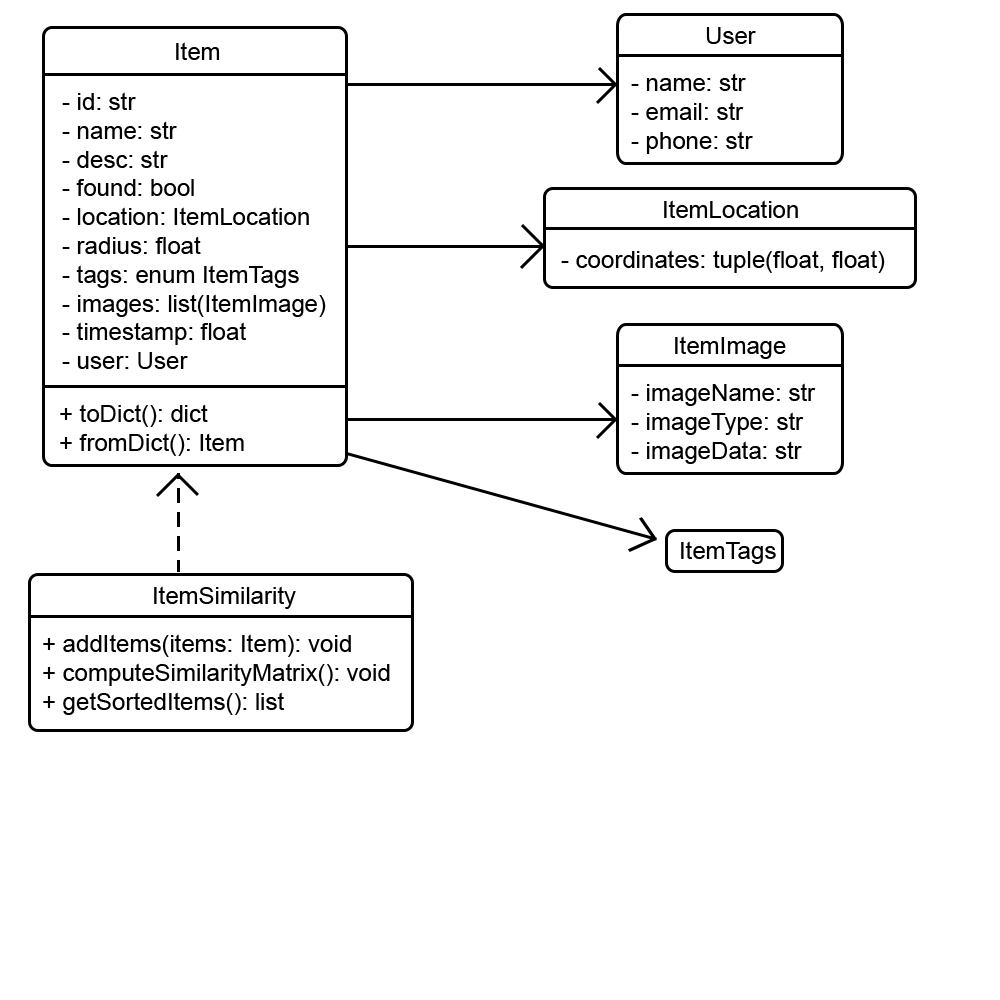 Item
- id: str
- name: str
- desc: str
- found: bool
- location: ItemLocation
- radius: float
- tags: enum ItemTags
- images: list(ItemImage)
- timestamp: float
- user: User
+ toDict(): dict
+ fromDict(): Item
User
- name: str
- email: str
- phone: str
ItemLocation
- coordinates: tuple(float, float)
ItemImage
- imageName: str
- imageType: str
- imageData: str
ItemTags
ItemSimilarity
+ addItems(items: Item): void
+ computeSimilarityMatrix(): void
+ getSortedItems(): list